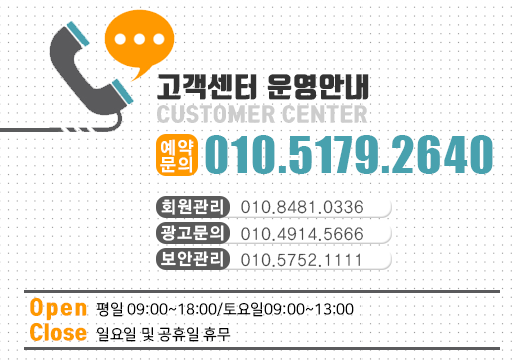 고객센터 운영안내
CUSTOMER CENTER
예약
문의 010.5179.2640
회원관리 010.8481.0336
광고문의 010.4914.5666
보안관리 010.5752.1111
Open 평일 09:00~18:00/토요일09:00~13:00
Close 일요일 및 공휴일 휴무